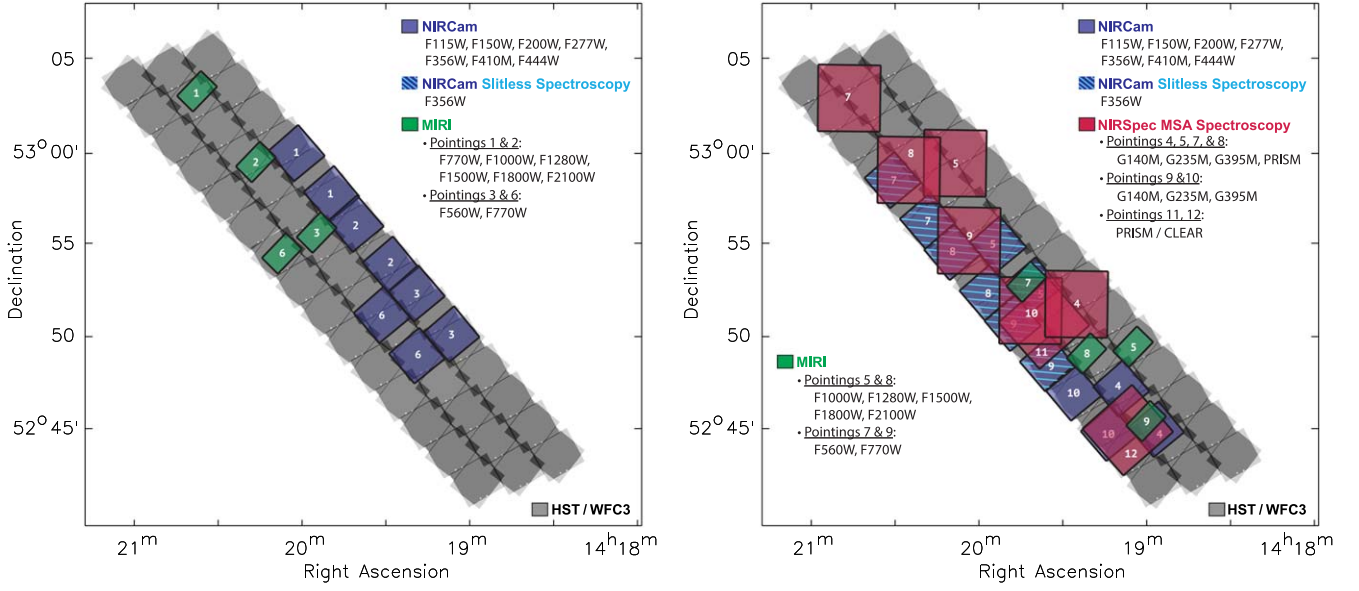 NIRCam
F115W, F150W, F200W, F277W,
F356W, F410M, F444W
NIRCam Slitless Spectroscopy
F356W
MIRI
• Pointings 1 & 2:
F770W, F1000W, F1280W,
F1500W, F1800W, F2100W
• Pointings 3 & 6:
F560W, F770W
05
53° 00'
55
50
52° 45'
Declination
1
2
3
6
1
1
2
2
3
6
3
6
HST / WFC3
21m
20m
19m
14h18m
Right Ascension
NIRCam
F115W, F150W, F200W, F277W,
F356W, F410M, F444W
NIRCam Slitless Spectroscopy
F356W
NIRSpec MSA Spectroscopy
• Pointings 4, 5, 7, & 8:
G140M, G235M, G395M, PRISM
• Pointings 9 &10:
G140M, G235M, G395M
• Pointings 11, 12:
PRISM / CLEAR
MIRI
• Pointings 5 & 8:
F1000W, F1280W, F1500W,
F1800W, F2100W
• Pointings 7 & 9:
F560W, F770W
05
53° 00'
55
50
52° 45'
Declination
7
8
5
7
7
9
5
8
7
8
4
10
9
11
8
5
9
10
4
9
10
4
12
HST / WFC3
21m
20m
19m
14h18m
Right Ascension